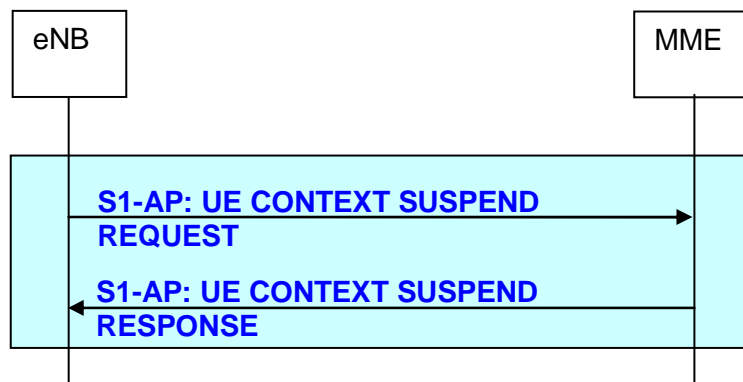 eNB
MME
S1-AP: UE CONTEXT SUSPEND
REQUEST
S1-AP: UE CONTEXT SUSPEND
RESPONSE